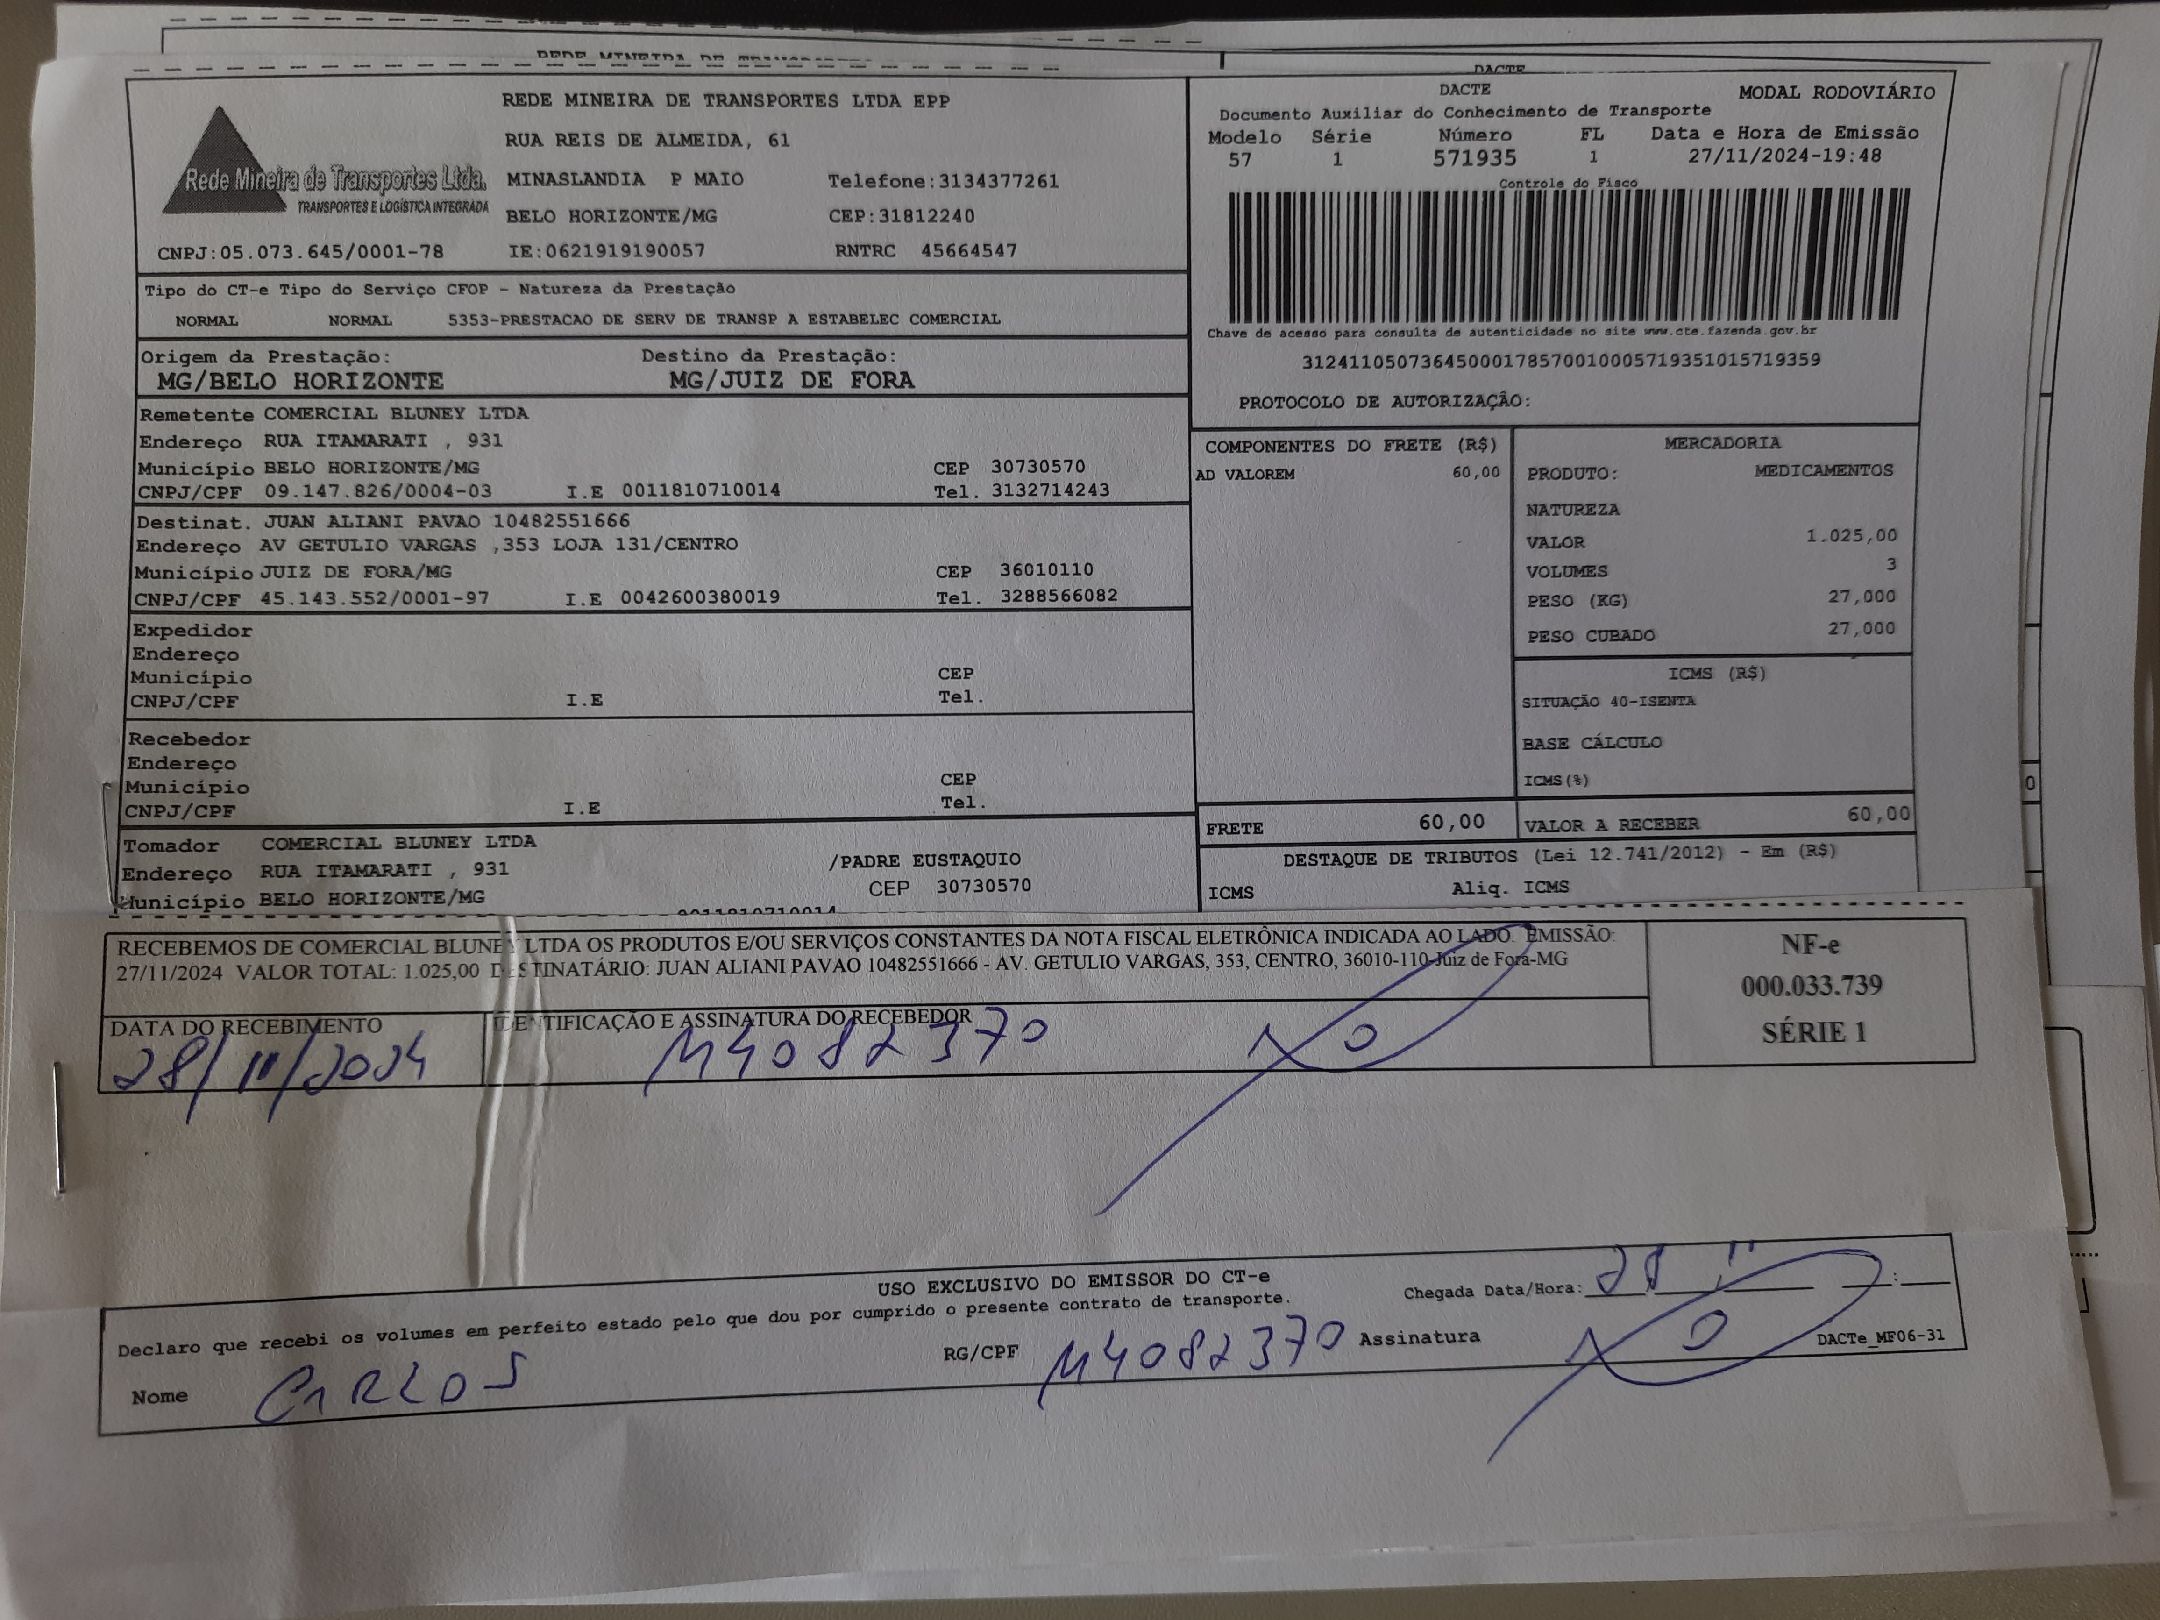 REDE MINEIRA DE TRANSPORTES LTDA EPP
RUA REIS DE ALMEIDA, 61
Rede Mineira de Transportes Ltda.
TRANSPORTES E LOGÍSTICA INTEGRADA
MINASLANDIA P MAIO Telefone:3134377261
BELO HORIZONTE/MG CEP:31812240
CNPJ:05.073.645/0001-78 IE:0621919190057 RNTRC 45664547
DACTE
DACTE MODAL RODOVIÁRIO
Documento Auxiliar do Conhecimento de Transporte
Modelo Série Número FL Data e Hora de Emissão
57 1 571935 1 27/11/2024-19:48
Controle do Fisco
Chave de acesso para consulta de autenticidade no site www.cte.fazenda.gov.br
31241105073645000178570010005719351015719359
PROTOCOLO DE AUTORIZAÇÃO:
Tipo do CT-e Tipo do Serviço CFOP - Natureza da Prestação
NORMAL NORMAL 5353-PRESTACAO DE SERV DE TRANSP A ESTABELEC COMERCIAL
Origem da Prestação: Destino da Prestação:
MG/BELO HORIZONTE MG/JUIZ DE FORA
Remetente COMERCIAL BLUNEY LTDA
Endereço RUA ITAMARATI , 931
Município BELO HORIZONTE/MG CEP 30730570
CNPJ/CPF 09.147.826/0004-03 I.E 0011810710014 Tel. 3132714243
Destinat. JUAN ALIANI PAVAO 10482551666
Endereço AV GETULIO VARGAS ,353 LOJA 131/CENTRO
Município JUIZ DE FORA/MG CEP 36010110
CNPJ/CPF 45.143.552/0001-97 I.E 0042600380019 Tel. 3288566082
Expedidor
Endereço
Município CEP
CNPJ/CPF I.E Tel.
Recebedor
Endereço
Município CEP
CNPJ/CPF I.E Tel.
Tomador COMERCIAL BLUNEY LTDA
Endereço RUA ITAMARATI , 931 /PADRE EUSTAQUIO
Município BELO HORIZONTE/MG CEP 30730570
0011810710014
COMPONENTES DO FRETE (R$)
AD VALOREM 60,00
MERCADORIA
PRODUTO: MEDICAMENTOS
NATUREZA
VALOR 1.025,00
VOLUMES 3
PESO (KG) 27,000
PESO CUBADO 27,000
ICMS (R$)
SITUAÇÃO 40-ISENTA
BASE CÁLCULO
ICMS(%)
FRETE 60,00 VALOR A RECEBER 60,00
DESTAQUE DE TRIBUTOS (Lei 12.741/2012) - Em (R$)
ICMS Aliq. ICMS
RECEBEMOS DE COMERCIAL BLUNEY LTDA OS PRODUTOS E/OU SERVIÇOS CONSTANTES DA NOTA FISCAL ELETRÔNICA INDICADA AO LADO. EMISSÃO:
27/11/2024 VALOR TOTAL: 1.025,00 DESTINATÁRIO: JUAN ALIANI PAVAO 10482551666 - AV. GETULIO VARGAS, 353, CENTRO, 36010-110-Juiz de Fora-MG
DATA DO RECEBIMENTO IDENTIFICAÇÃO E ASSINATURA DO RECEBEDOR
28/11/2024 M4082370
NF-e
000.033.739
SÉRIE 1
USO EXCLUSIVO DO EMISSOR DO CT-e
Chegada Data/Hora: 28 11 :
Declaro que recebi os volumes em perfeito estado pelo que dou por cumprido o presente contrato de transporte.
Nome CARLOS RG/CPF M4082370 Assinatura
DACTe_MF06-31